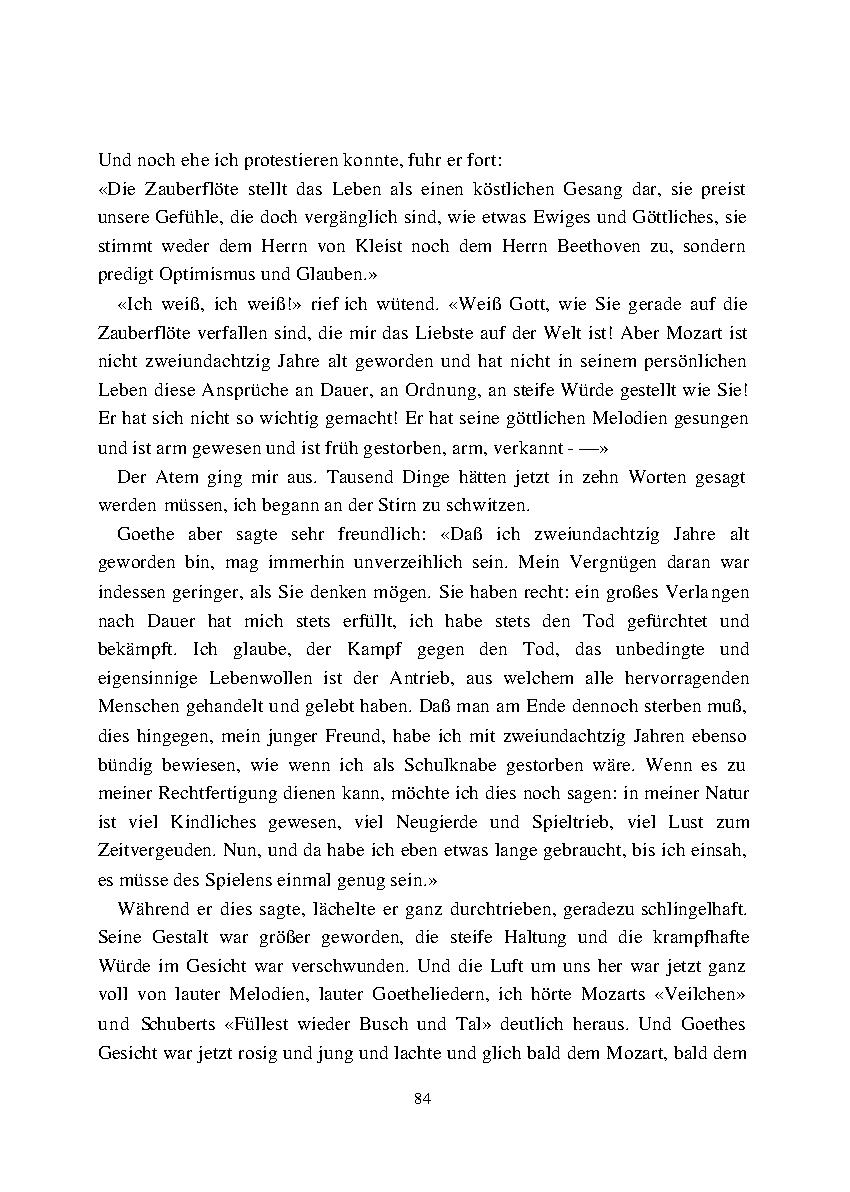 Und noch ehe ich protestieren konnte, fuhr er fort:
«Die Zauberflöte stellt das Leben als einen köstlichen Gesang dar, sie preist
unsere Gefühle, die doch vergänglich sind, wie etwas Ewiges und Göttliches, sie
stimmt weder dem Herrn von Kleist noch dem Herrn Beethoven zu, sondern
predigt Optimismus und Glauben.»
«Ich weiß, ich weiß!» rief ich wütend. «Weiß Gott, wie Sie gerade auf die
Zauberflöte verfallen sind, die mir das Liebste auf der Welt ist! Aber Mozart ist
nicht zweiundachtzig Jahre alt geworden und hat nicht in seinem persönlichen
Leben diese Ansprüche an Dauer, an Ordnung, an steife Würde gestellt wie Sie!
Er hat sich nicht so wichtig gemacht! Er hat seine göttlichen Melodien gesungen
und ist arm gewesen und ist früh gestorben, arm, verkannt - —»
Der Atem ging mir aus. Tausend Dinge hätten jetzt in zehn Worten gesagt
werden müssen, ich begann an der Stirn zu schwitzen.
Goethe aber sagte sehr freundlich: «Daß ich zweiundachtzig Jahre alt
geworden bin, mag immerhin unverzeihlich sein. Mein Vergnügen daran war
indessen geringer, als Sie denken mögen. Sie haben recht: ein großes Verlangen
nach Dauer hat mich stets erfüllt, ich habe stets den Tod gefürchtet und
bekämpft. Ich glaube, der Kampf gegen den Tod, das unbedingte und
eigensinnige Lebenwollen ist der Antrieb, aus welchem alle hervorragenden
Menschen gehandelt und gelebt haben. Daß man am Ende dennoch sterben muß,
dies hingegen, mein junger Freund, habe ich mit zweiundachtzig Jahren ebenso
bündig bewiesen, wie wenn ich als Schulknabe gestorben wäre. Wenn es zu
meiner Rechtfertigung dienen kann, möchte ich dies noch sagen: in meiner Natur
ist viel Kindliches gewesen, viel Neugierde und Spieltrieb, viel Lust zum
Zeitvergeuden. Nun, und da habe ich eben etwas lange gebraucht, bis ich einsah,
es müsse des Spielens einmal genug sein.»
Während er dies sagte, lächelte er ganz durchtrieben, geradezu schlingelhaft.
Seine Gestalt war größer geworden, die steife Haltung und die krampfhafte
Würde im Gesicht war verschwunden. Und die Luft um uns her war jetzt ganz
voll von lauter Melodien, lauter Goetheliedern, ich hörte Mozarts «Veilchen»
und Schuberts «Füllest wieder Busch und Tal» deutlich heraus. Und Goethes
Gesicht war jetzt rosig und jung und lachte und glich bald dem Mozart, bald dem
84